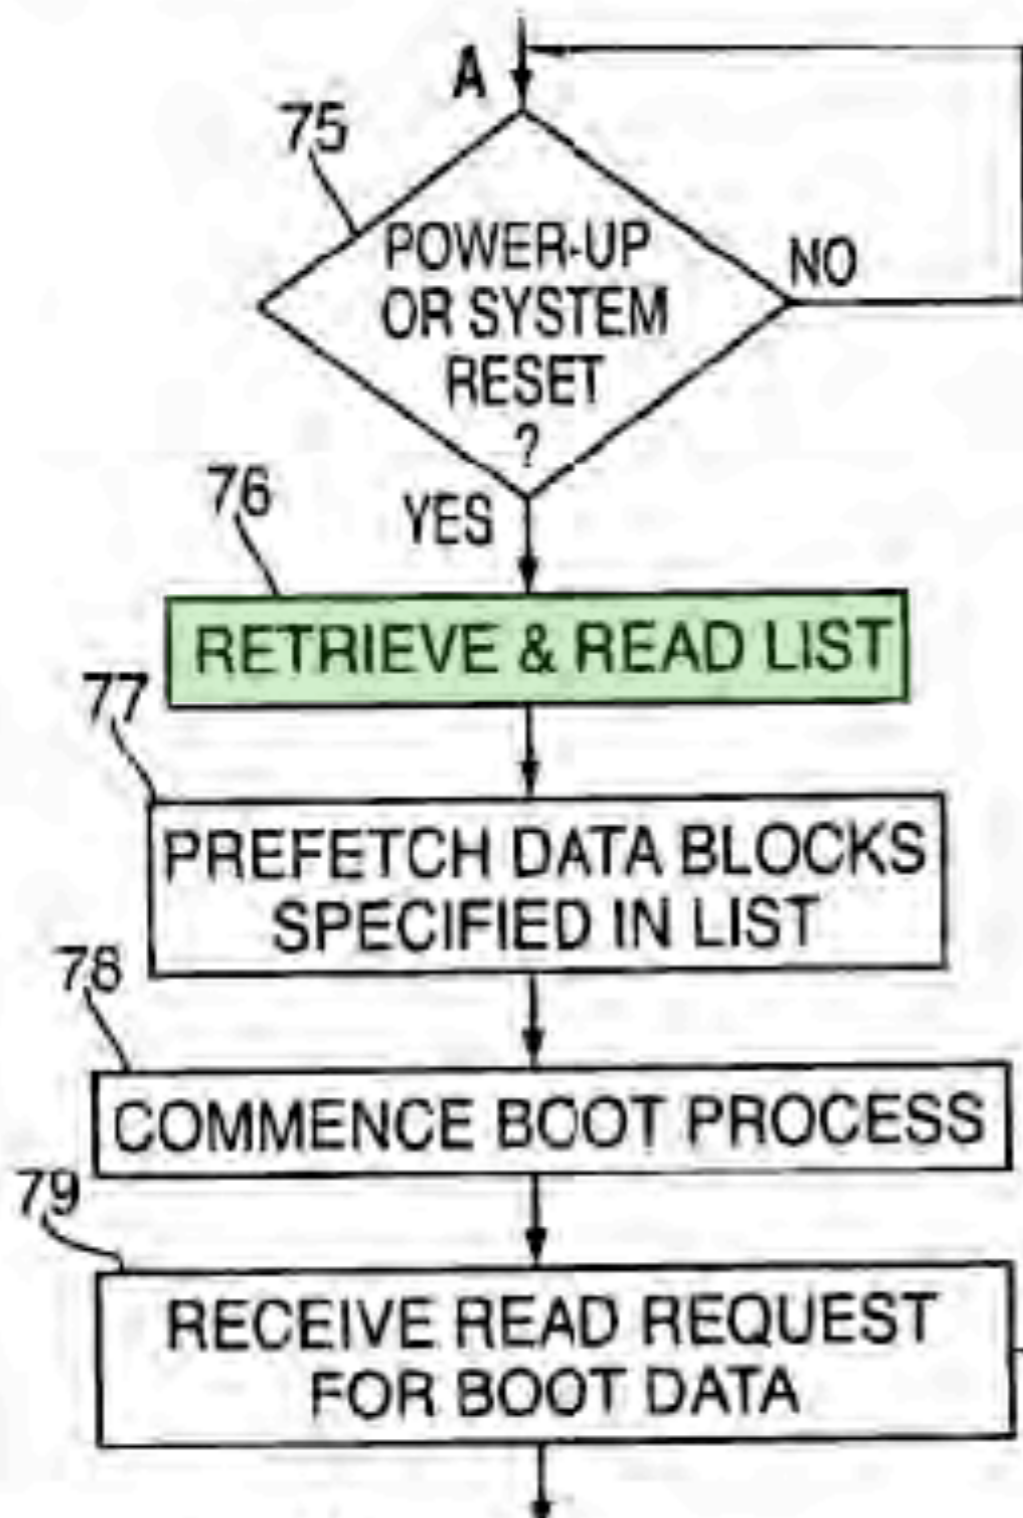 A
75
POWER-UP
OR SYSTEM
RESET
?
NO
YES
76
RETRIEVE & READ LIST
77
PREFETCH DATA BLOCKS
SPECIFIED IN LIST
78
COMMENCE BOOT PROCESS
79
RECEIVE READ REQUEST
FOR BOOT DATA